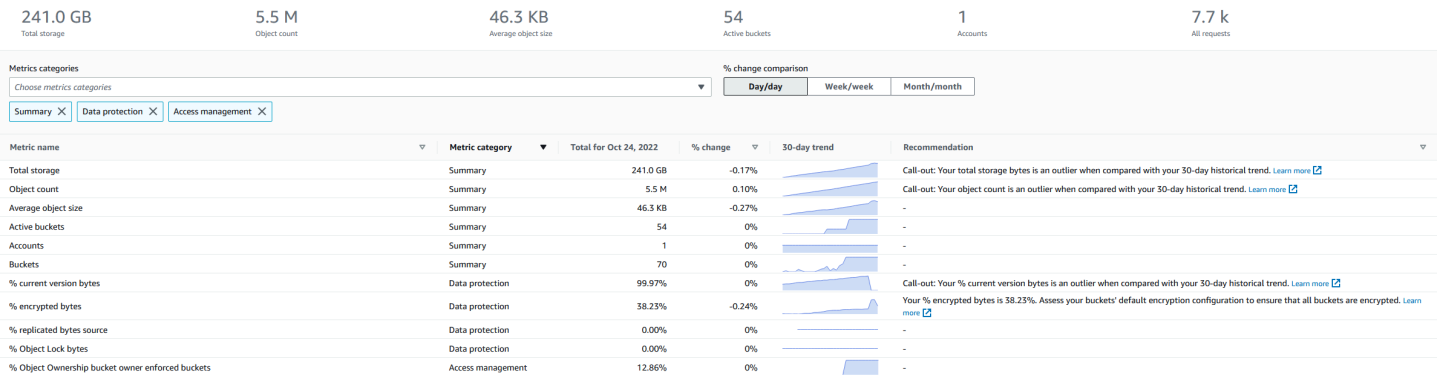 241.0 GB 5.5 M 46.3 KB 54 1 7.7 k
Total storage Object count Average object size Active buckets Accounts All requests
Metrics categories % change comparison
Choose metrics categories Day/day Week/week Month/month
Summary Data protection Access management
Metric name Metric category Total for Oct 24, 2022 % change 30-day trend Recommendation
Total storage Summary 241.0 GB -0.17% Call-out: Your total storage bytes is an outlier when compared with your 30-day historical trend. Learn more
Object count Summary 5.5 M 0.10% Call-out: Your object count is an outlier when compared with your 30-day historical trend. Learn more
Average object size Summary 46.3 KB -0.27% -
Active buckets Summary 54 0% -
Accounts Summary 1 0% -
Buckets Summary 70 0% -
% current version bytes Data protection 99.97% 0% Call-out: Your % current version bytes is an outlier when compared with your 30-day historical trend. Learn more
% encrypted bytes Data protection 38.23% -0.24% Your % encrypted bytes is 38.23%. Assess your buckets' default encryption configuration to ensure that all buckets are encrypted. Learn
more
% replicated bytes source Data protection 0.00% 0% -
% Object Lock bytes Data protection 0.00% 0% -
% Object Ownership bucket owner enforced buckets Access management 12.86% 0% -